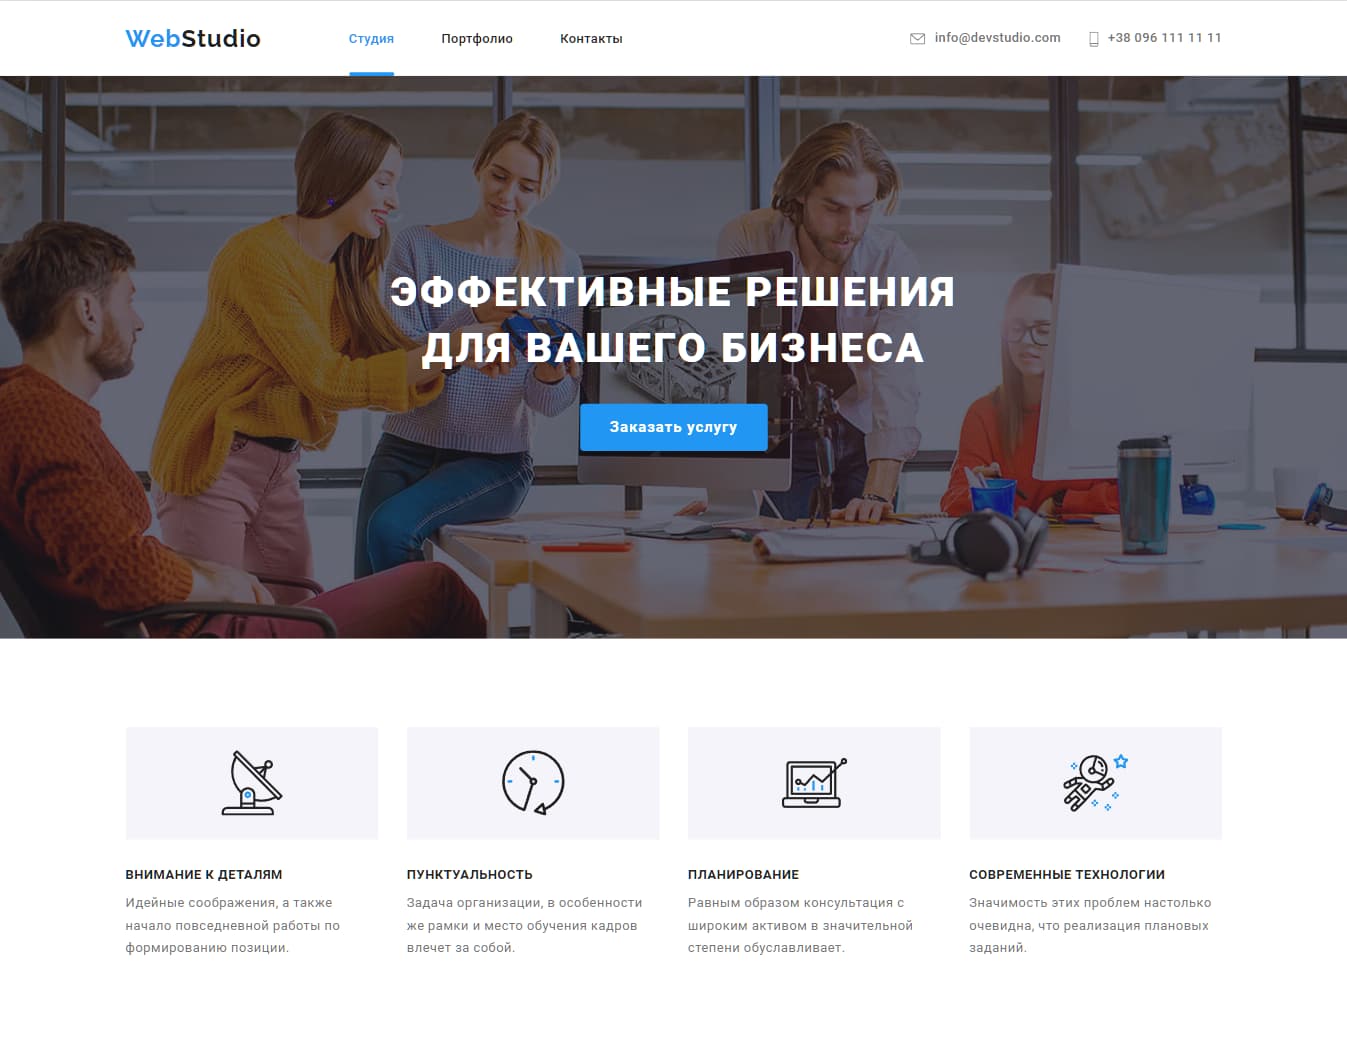 WebStudio Студия Портфолио Контакты info@devstudio.com +38 096 111 11 11
ЭФФЕКТИВНЫЕ РЕШЕНИЯ
ДЛЯ ВАШЕГО БИЗНЕСА
Заказать услугу
ВНИМАНИЕ К ДЕТАЛЯМ
Идейные соображения, а также
начало повседневной работы по
формированию позиции.
ПУНКТУАЛЬНОСТЬ
Задача организации, в особенности
же рамки и место обучения кадров
влечет за собой.
ПЛАНИРОВАНИЕ
Равным образом консультация с
широким активом в значительной
степени обуславливает.
СОВРЕМЕННЫЕ ТЕХНОЛОГИИ
Значимость этих проблем настолько
очевидна, что реализация плановых
заданий.